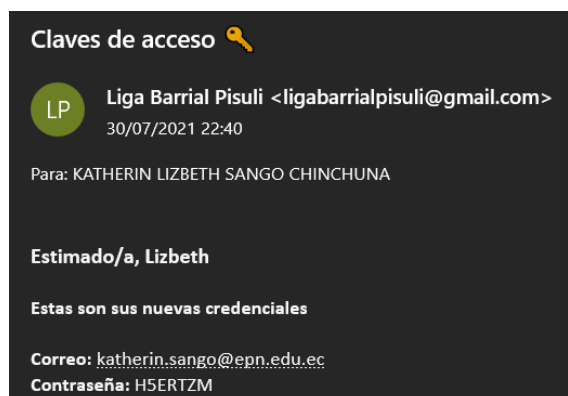 Claves de acceso 🔑
LP
Liga Barrial Pisuli <ligabarrialpisuli@gmail.com>
30/07/2021 22:40
Para: KATHERIN LIZBETH SANGO CHINCHUNA
Estimado/a, Lizbeth
Estas son sus nuevas credenciales
Correo: katherin.sango@epn.edu.ec
Contraseña: H5ERTZM